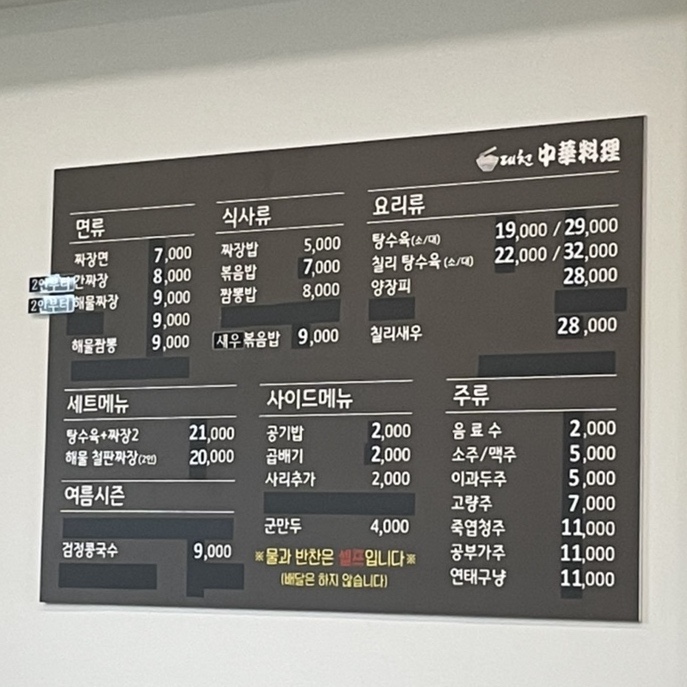 대천 中華料理
면류
짜장면 7,000
2인부터 간짜장 8,000
2인부터 해물짜장 9,000
9,000
해물짬뽕 9,000
식사류
짜장밥 5,000
볶음밥 7,000
짬뽕밥 8,000
새우볶음밥 9,000
요리류
탕수육(소/대) 19,000 / 29,000
칠리 탕수육(소/대) 22,000 / 32,000
양장피 28,000
칠리새우 28,000
세트메뉴
탕수육+짜장2 21,000
해물 철판짜장(2인) 20,000
여름시즌
검정콩국수 9,000
사이드메뉴
공기밥 2,000
곱배기 2,000
사리추가 2,000
군만두 4,000
※물과 반찬은 셀프입니다※
(배달은 하지 않습니다)
주류
음료수 2,000
소주/맥주 5,000
이과두주 5,000
고량주 7,000
죽엽청주 11,000
공부가주 11,000
연태구냥 11,000